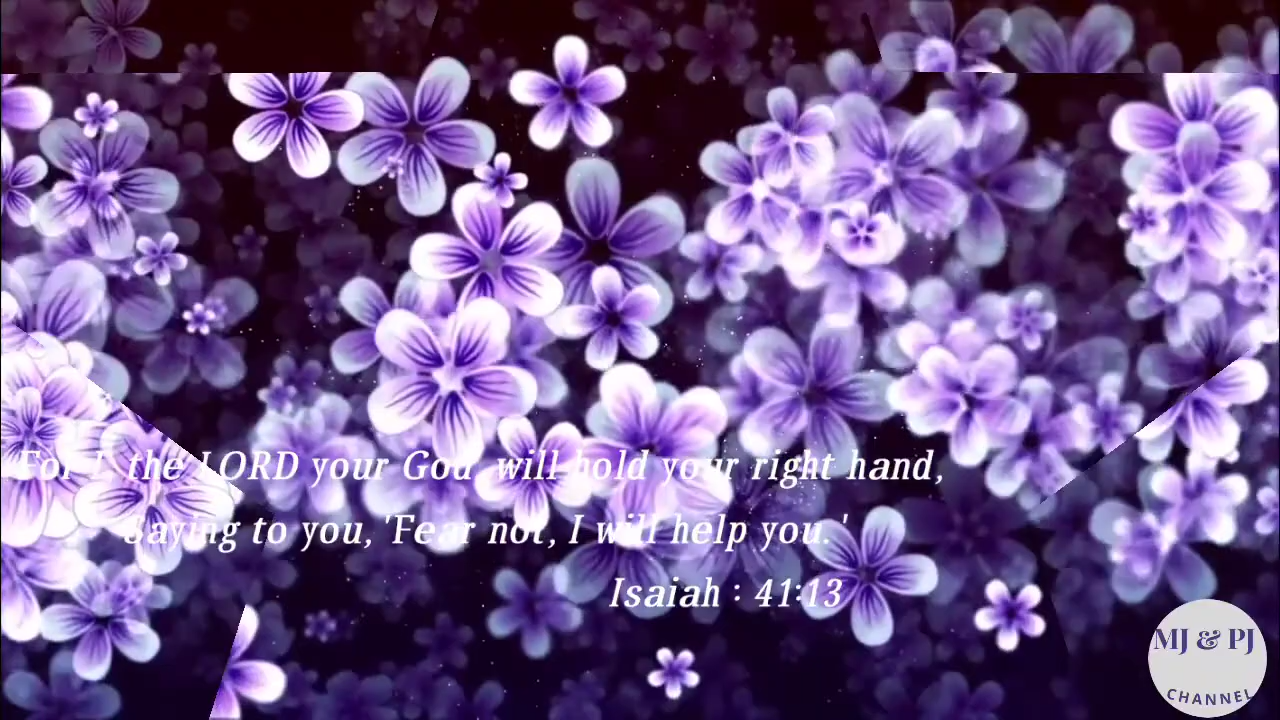 For I the LORD your God will hold your right hand,
Saying to you, 'Fear not, I will help you.'
Isaiah : 41:13
MJ & PJ
CHANNEL